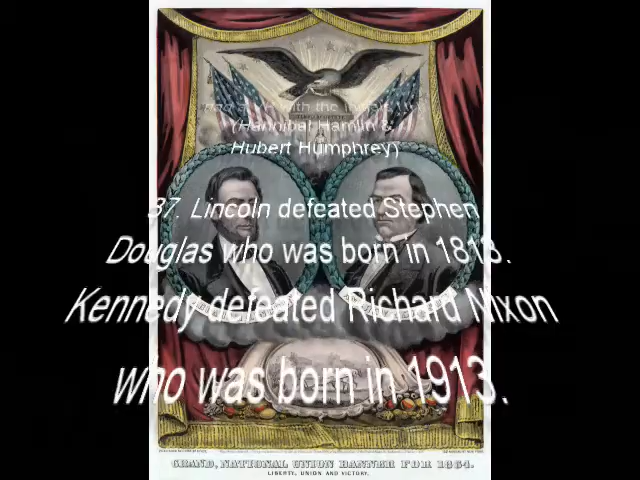 (Hannibal Hamlin &
Hubert Humphrey)
37. Lincoln defeated Stephen
Douglas who was born in 1813.
Kennedy defeated Richard Nixon
who was born in 1913.
GRAND, NATIONAL UNION BANNER FOR 1864.
LIBERTY, UNION AND VICTORY.